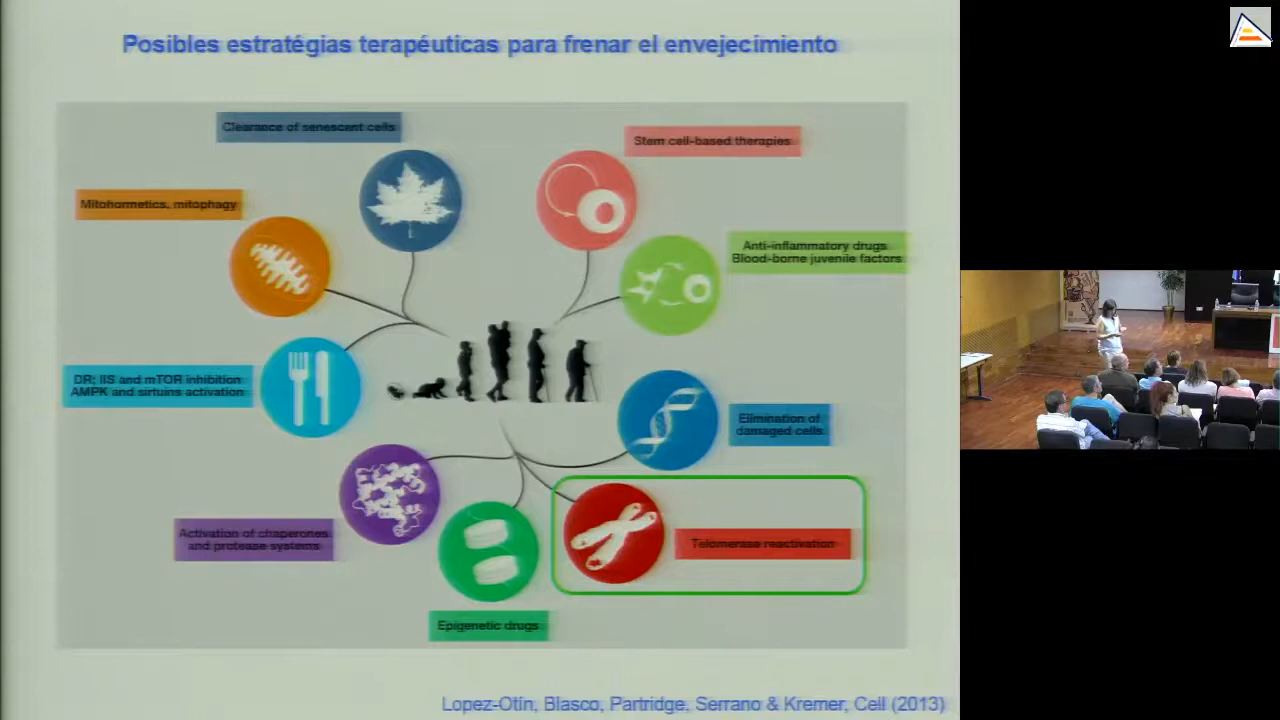 Posibles estratégias terapéuticas para frenar el envejecimiento
Clearance of senescent cells
Stem cell-based therapies
Mitohormetics, mitophagy
Anti-inflammatory drugs
Blood-borne juvenile factors
DR; IIS and mTOR inhibition
AMPK and sirtuins activation
Elimination of
damaged cells
Activation of chaperones
and protease systems
Telomerase reactivation
Epigenetic drugs
Lopez-Otín, Blasco, Partridge, Serrano & Kremer, Cell (2013)